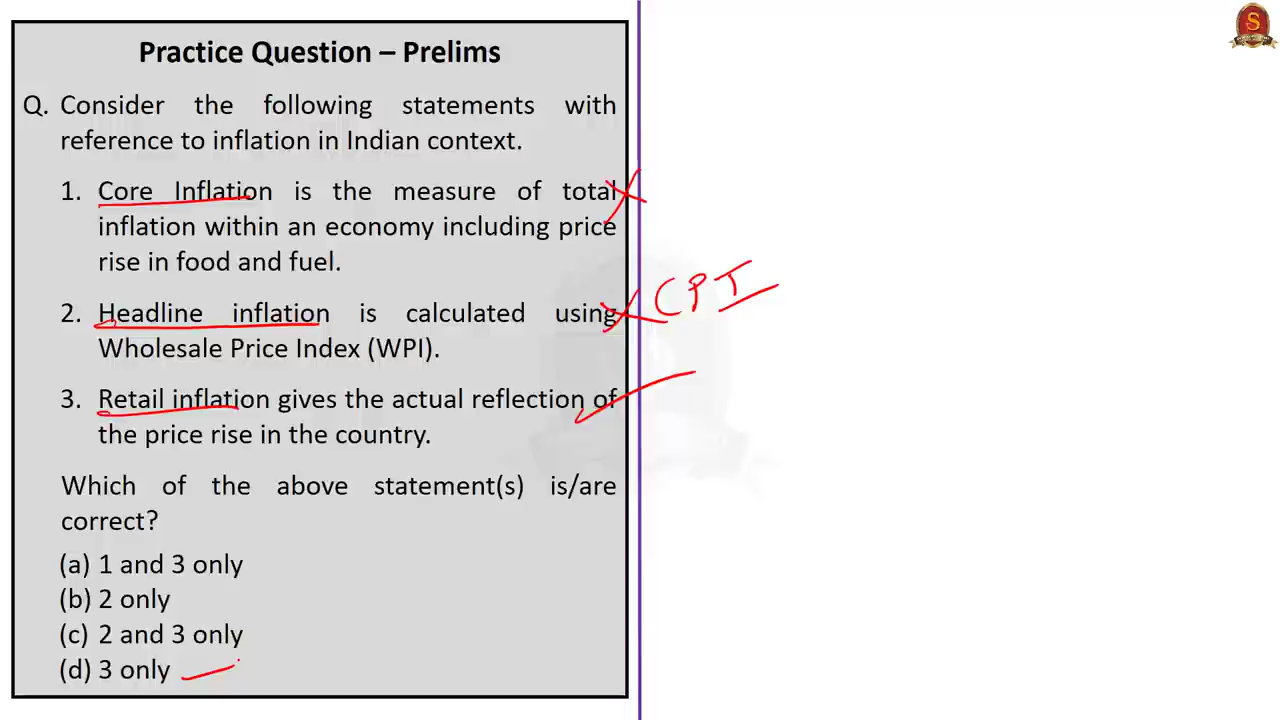 Practice Question – Prelims
Q. Consider the following statements with
reference to inflation in Indian context.
1. Core Inflation is the measure of total
inflation within an economy including price
rise in food and fuel.
2. Headline inflation is calculated using
Wholesale Price Index (WPI).
CPI
3. Retail inflation gives the actual reflection of
the price rise in the country.
Which of the above statement(s) is/are
correct?
(a) 1 and 3 only
(b) 2 only
(c) 2 and 3 only
(d) 3 only